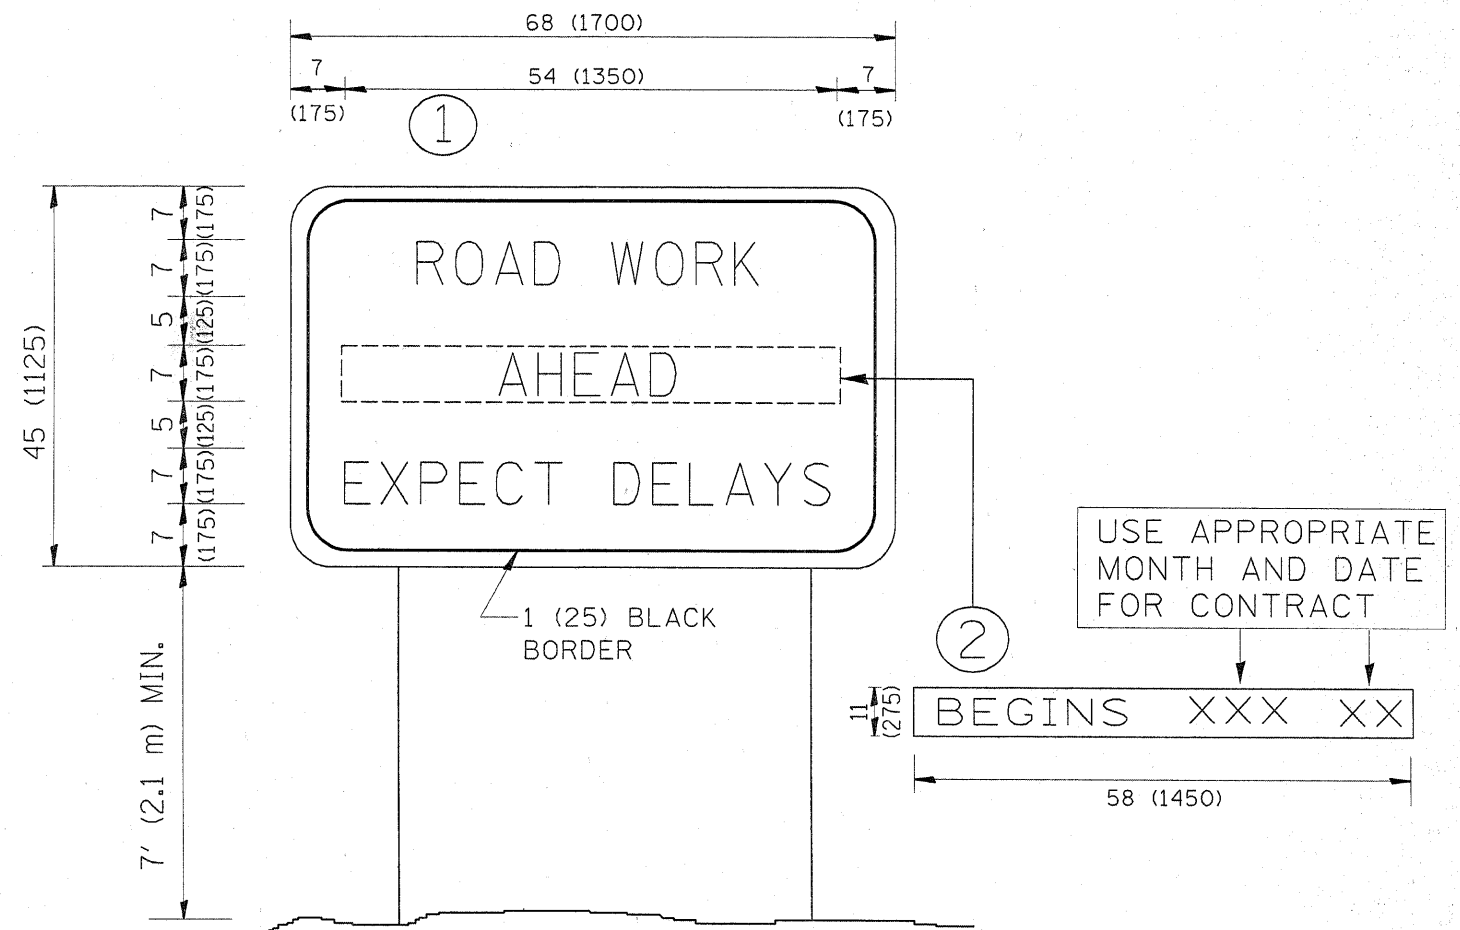 68 (1700)
7
54 (1350)
7
(175)
(175)
1
45 (1125)
7
(175)
7
(175)
5
(125)
7
(175)
5
(125)
7
(175)
7
(175)
ROAD WORK
AHEAD
EXPECT DELAYS
1 (25) BLACK
BORDER
7' (2.1 m) MIN.
2
USE APPROPRIATE
MONTH AND DATE
FOR CONTRACT
11
(275)
BEGINS XXX XX
58 (1450)